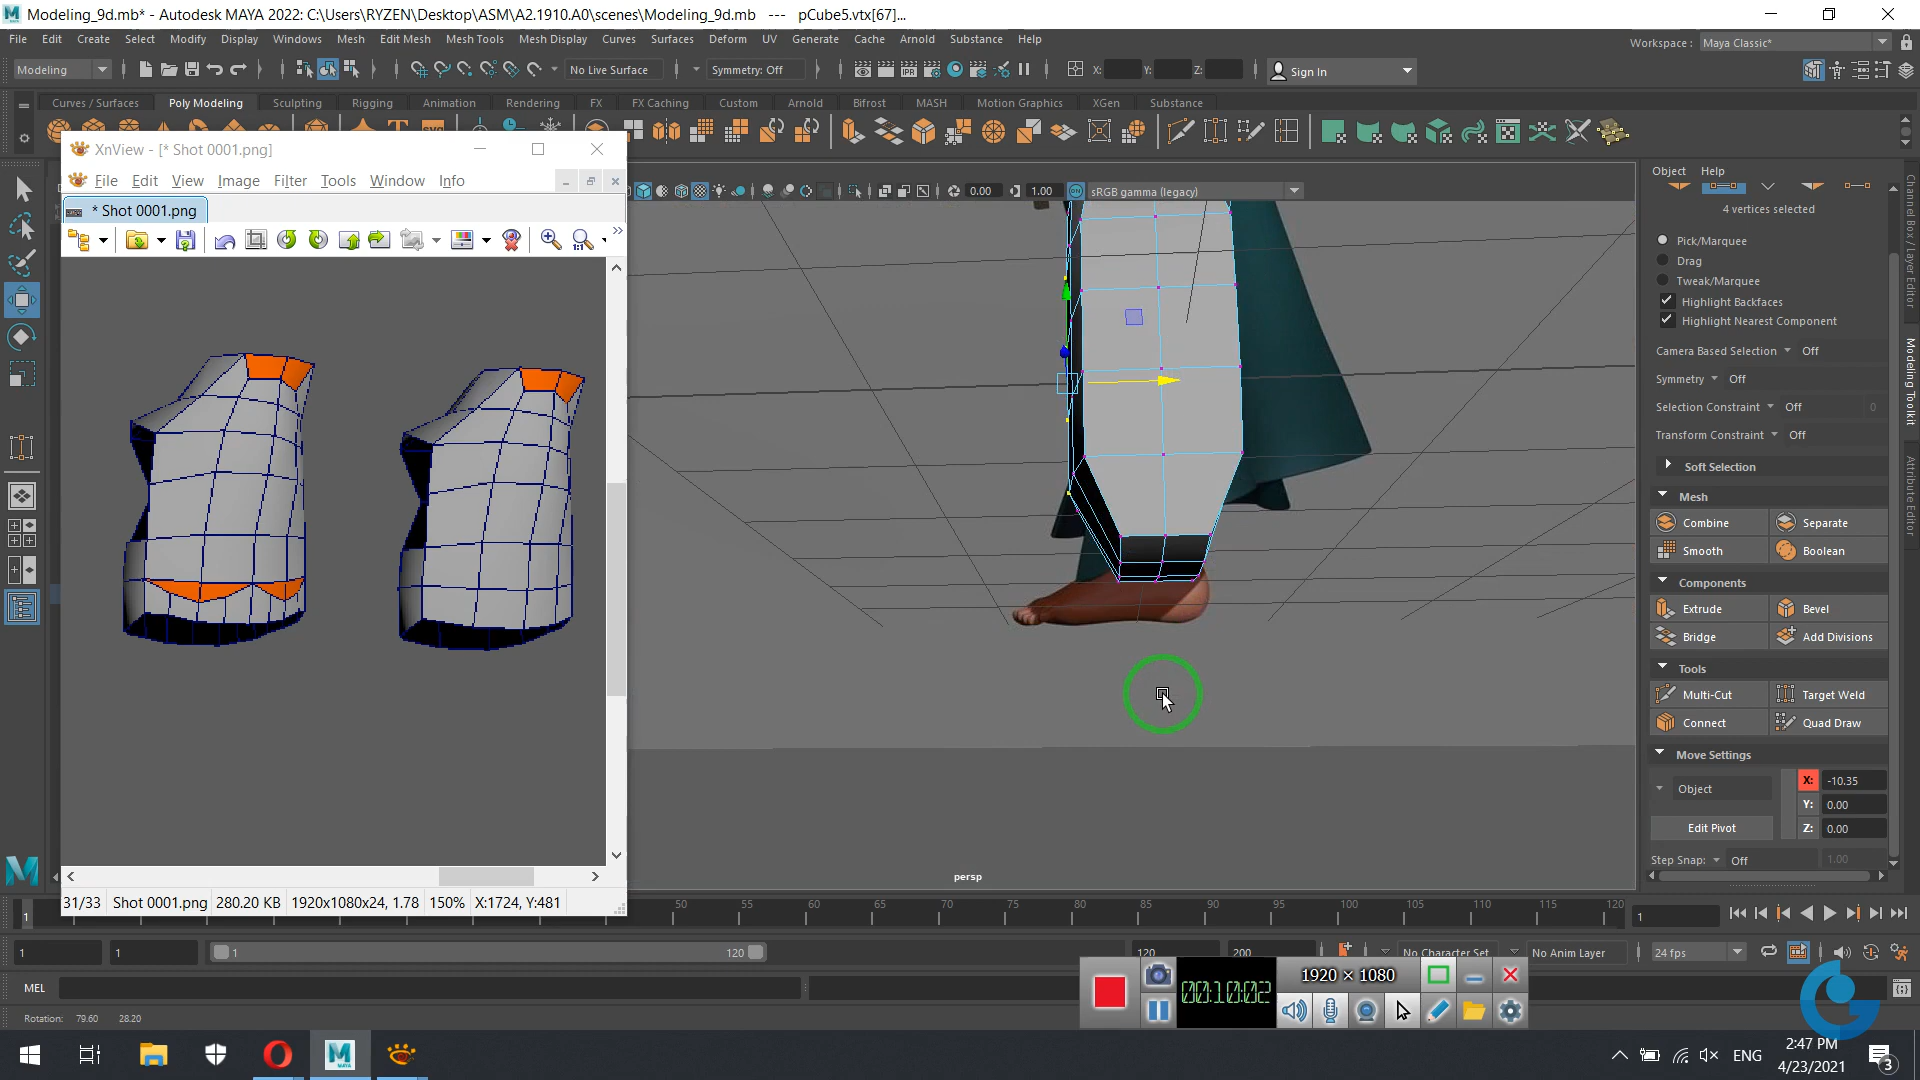 Modeling_9d.mb* - Autodesk MAYA 2022: C:\Users\RYZEN\Desktop\ASM\A2.1910.A0\scenes\Modeling_9d.mb --- pCube5.vtx[67]...
File Edit Create Select Modify Display Windows Mesh Edit Mesh Mesh Tools Mesh Display Curves Surfaces Deform UV Generate Cache Arnold Substance Help
Workspace : Maya Classic*
Modeling No Live Surface Symmetry: Off X: Y: Z: Sign In
Curves / Surfaces Poly Modeling Sculpting Rigging Animation Rendering FX FX Caching Custom Arnold Bifrost MASH Motion Graphics XGen Substance
XnView - [* Shot 0001.png]
File Edit View Image Filter Tools Window Info
* Shot 0001.png
0.00 1.00 sRGB gamma (legacy)
Object Help
4 vertices selected
Pick/Marquee
Drag
Tweak/Marquee
Highlight Backfaces
Highlight Nearest Component
Camera Based Selection Off
Symmetry Off
Selection Constraint Off 0
Transform Constraint Off
Soft Selection
Mesh
Combine Separate
Smooth Boolean
Components
Extrude Bevel
Bridge Add Divisions
Tools
Multi-Cut Target Weld
Connect Quad Draw
Move Settings
Object X: -10.35
Y: 0.00
Edit Pivot Z: 0.00
Step Snap: Off 1.00
Channel Box / Layer Editor
Modeling Toolkit
Attribute Editor
persp
31/33 Shot 0001.png 280.20 KB 1920x1080x24, 1.78 150% X:1724, Y:481
1 50 55 60 65 70 75 80 85 90 95 100 105 110 115 120 1
1 1 1 120 120 200 No Character Set No Anim Layer 24 fps
1920 × 1080
00:10:02
MEL
Rotation: 79.60 28.20
MAYA
ENG
2:47 PM
4/23/2021
3